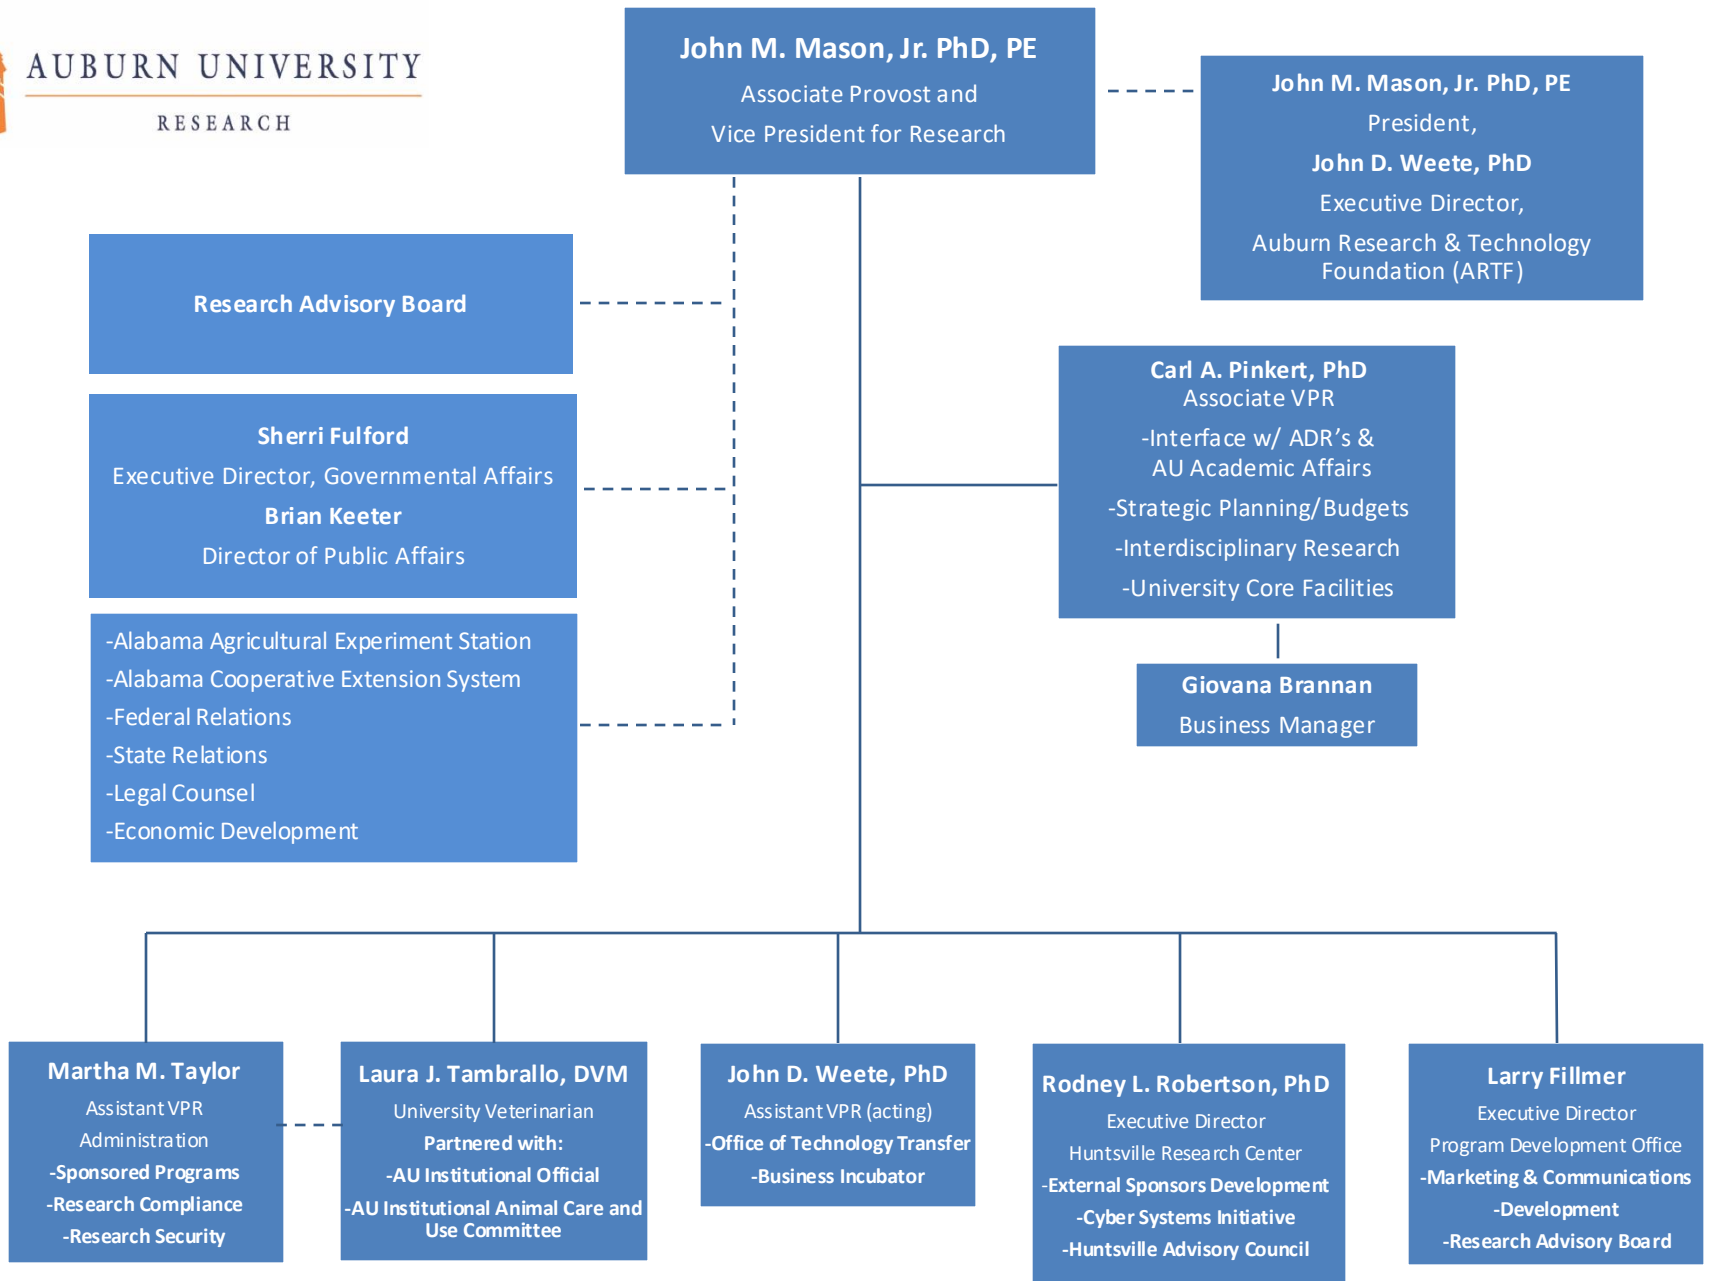 AUBURN UNIVERSITY
RESEARCH
John M. Mason, Jr. PhD, PE
Associate Provost and
Vice President for Research
John M. Mason, Jr. PhD, PE
President,
John D. Weete, PhD
Executive Director,
Auburn Research & Technology
Foundation (ARTF)
Research Advisory Board
Sherri Fulford
Executive Director, Governmental Affairs
Brian Keeter
Director of Public Affairs
Carl A. Pinkert, PhD
Associate VPR
-Interface w/ ADR’s &
AU Academic Affairs
-Strategic Planning/Budgets
-Interdisciplinary Research
-University Core Facilities
-Alabama Agricultural Experiment Station
-Alabama Cooperative Extension System
-Federal Relations
-State Relations
-Legal Counsel
-Economic Development
Giovana Brannan
Business Manager
Martha M. Taylor
Assistant VPR
Administration
-Sponsored Programs
-Research Compliance
-Research Security
Laura J. Tambrallo, DVM
University Veterinarian
Partnered with:
-AU Institutional Official
-AU Institutional Animal Care and
Use Committee
John D. Weete, PhD
Assistant VPR (acting)
-Office of Technology Transfer
-Business Incubator
Rodney L. Robertson, PhD
Executive Director
Huntsville Research Center
-External Sponsors Development
-Cyber Systems Initiative
-Huntsville Advisory Council
Larry Fillmer
Executive Director
Program Development Office
-Marketing & Communications
-Development
-Research Advisory Board